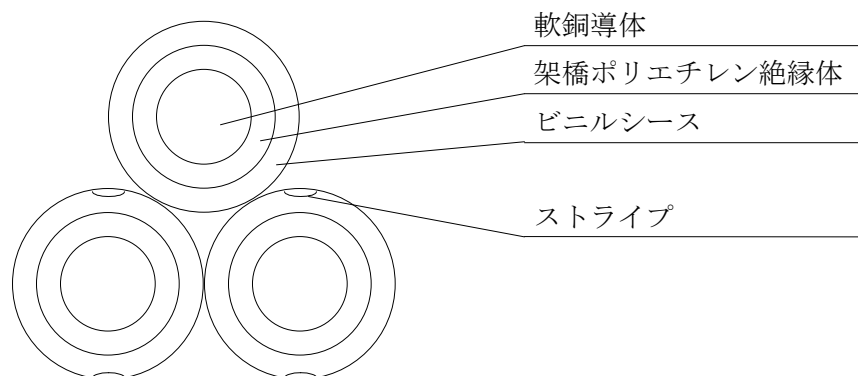 軟銅導体
架橋ポリエチレン絶縁体
ビニルシース
ストライプ